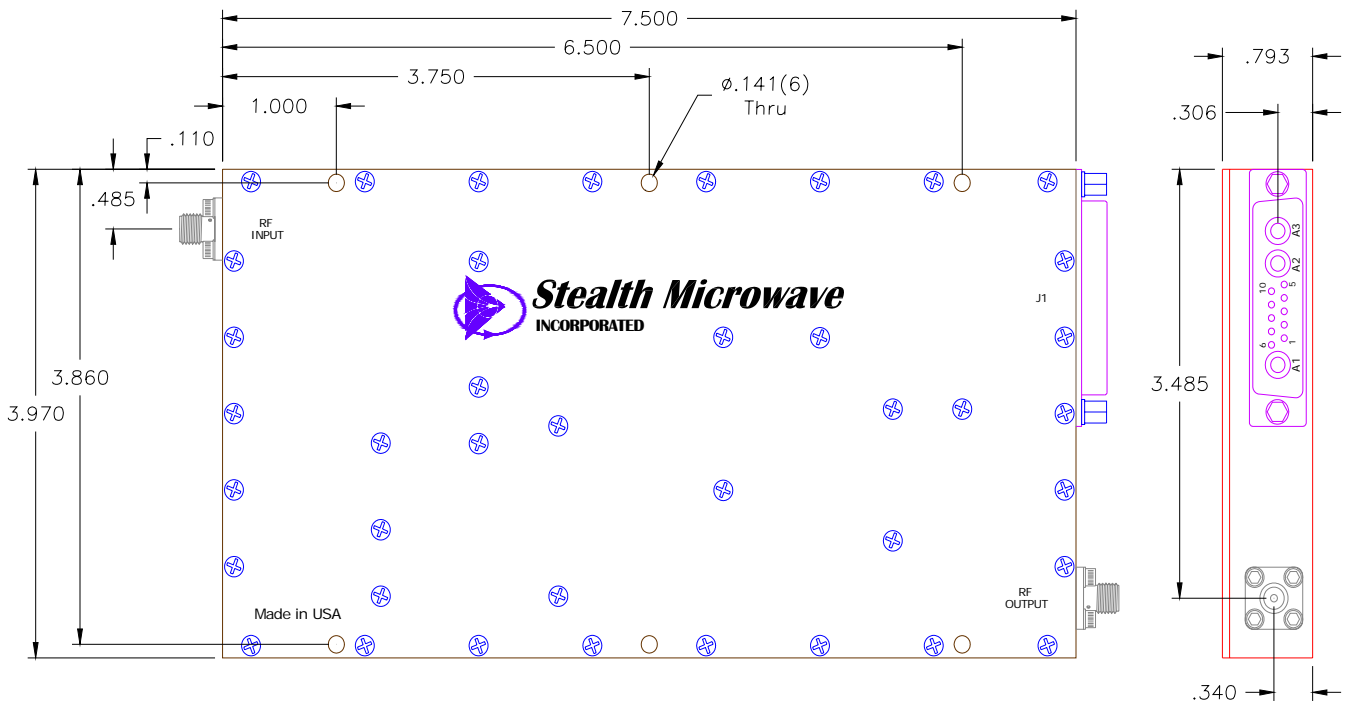 7.500
6.500
3.750
1.000
ø.141(6)
Thru
.110
.485
3.860
3.970
RF
INPUT
Stealth Microwave
INCORPORATED
J1
Made in USA
RF
OUTPUT
.793
.306
A3
A2
10
5
6
1
A1
3.485
.340